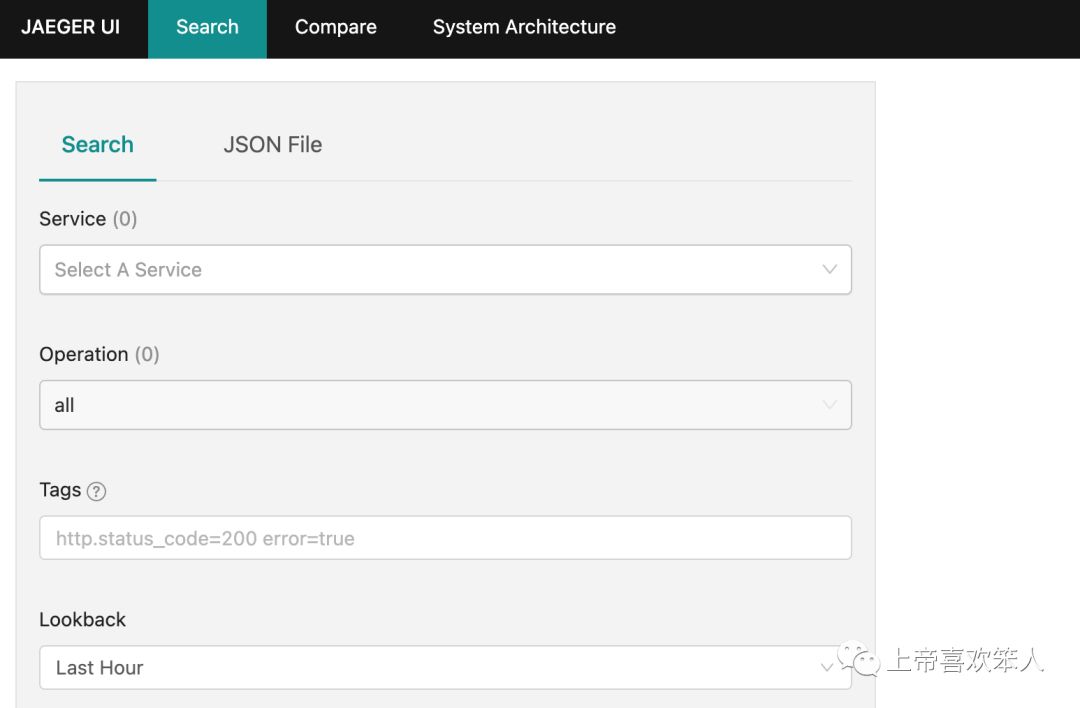 JAEGER UI Search Compare System Architecture
Search JSON File
Service (0)
Select A Service
Operation (0)
all
Tags ?
http.status_code=200 error=true
Lookback
Last Hour
上帝喜欢笨人